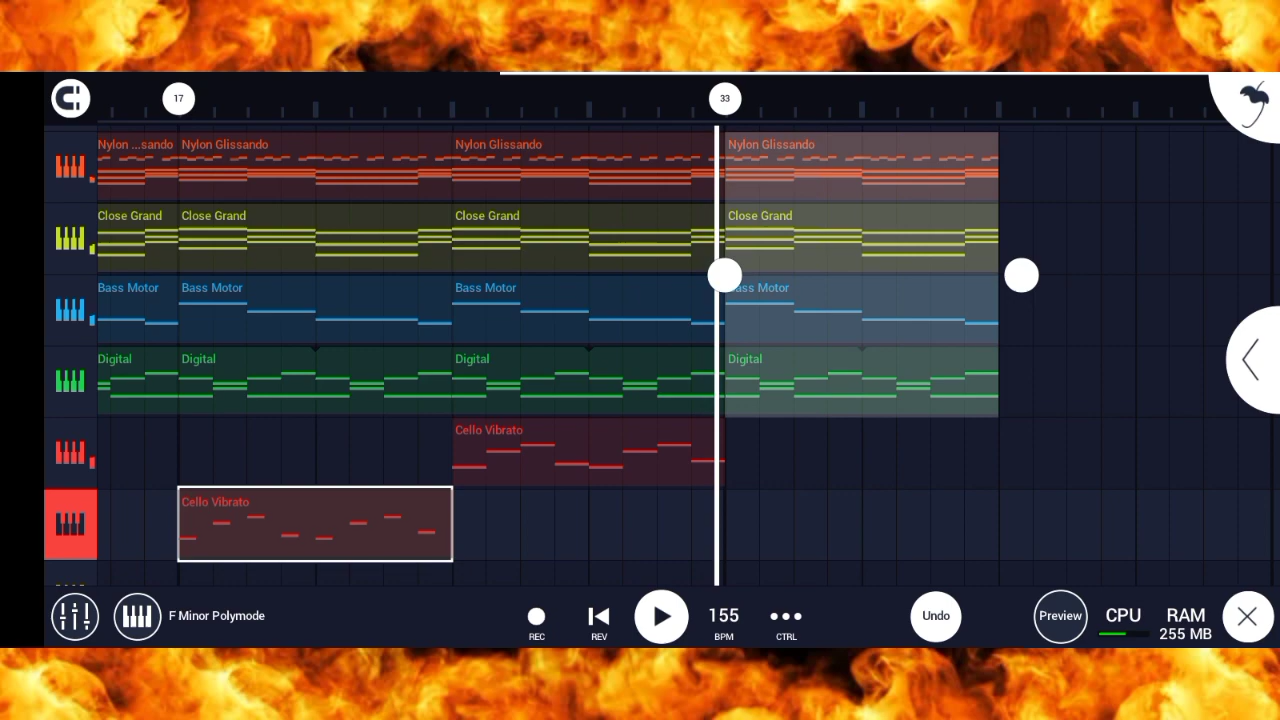 17
33
Nylon ...sando Nylon Glissando Nylon Glissando Nylon Glissando
Close Grand Close Grand Close Grand Close Grand
Bass Motor Bass Motor Bass Motor Motor
Digital Digital Digital Digital
Cello Vibrato
Cello Vibrato
F Minor Polymode
REC
REV
155
BPM
CTRL
Undo
Preview
CPU
RAM
255 MB